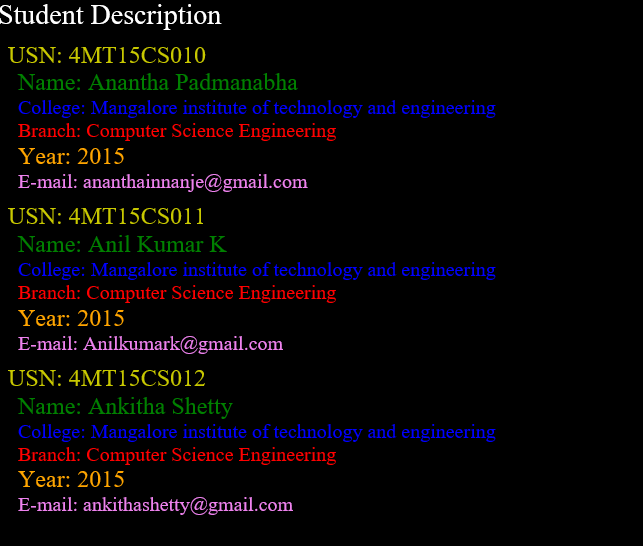 Student Description
USN: 4MT15CS010
Name: Anantha Padmanabha
College: Mangalore institute of technology and engineering
Branch: Computer Science Engineering
Year: 2015
E-mail: ananthainnanje@gmail.com
USN: 4MT15CS011
Name: Anil Kumar K
College: Mangalore institute of technology and engineering
Branch: Computer Science Engineering
Year: 2015
E-mail: Anilkumark@gmail.com
USN: 4MT15CS012
Name: Ankitha Shetty
College: Mangalore institute of technology and engineering
Branch: Computer Science Engineering
Year: 2015
E-mail: ankithashetty@gmail.com